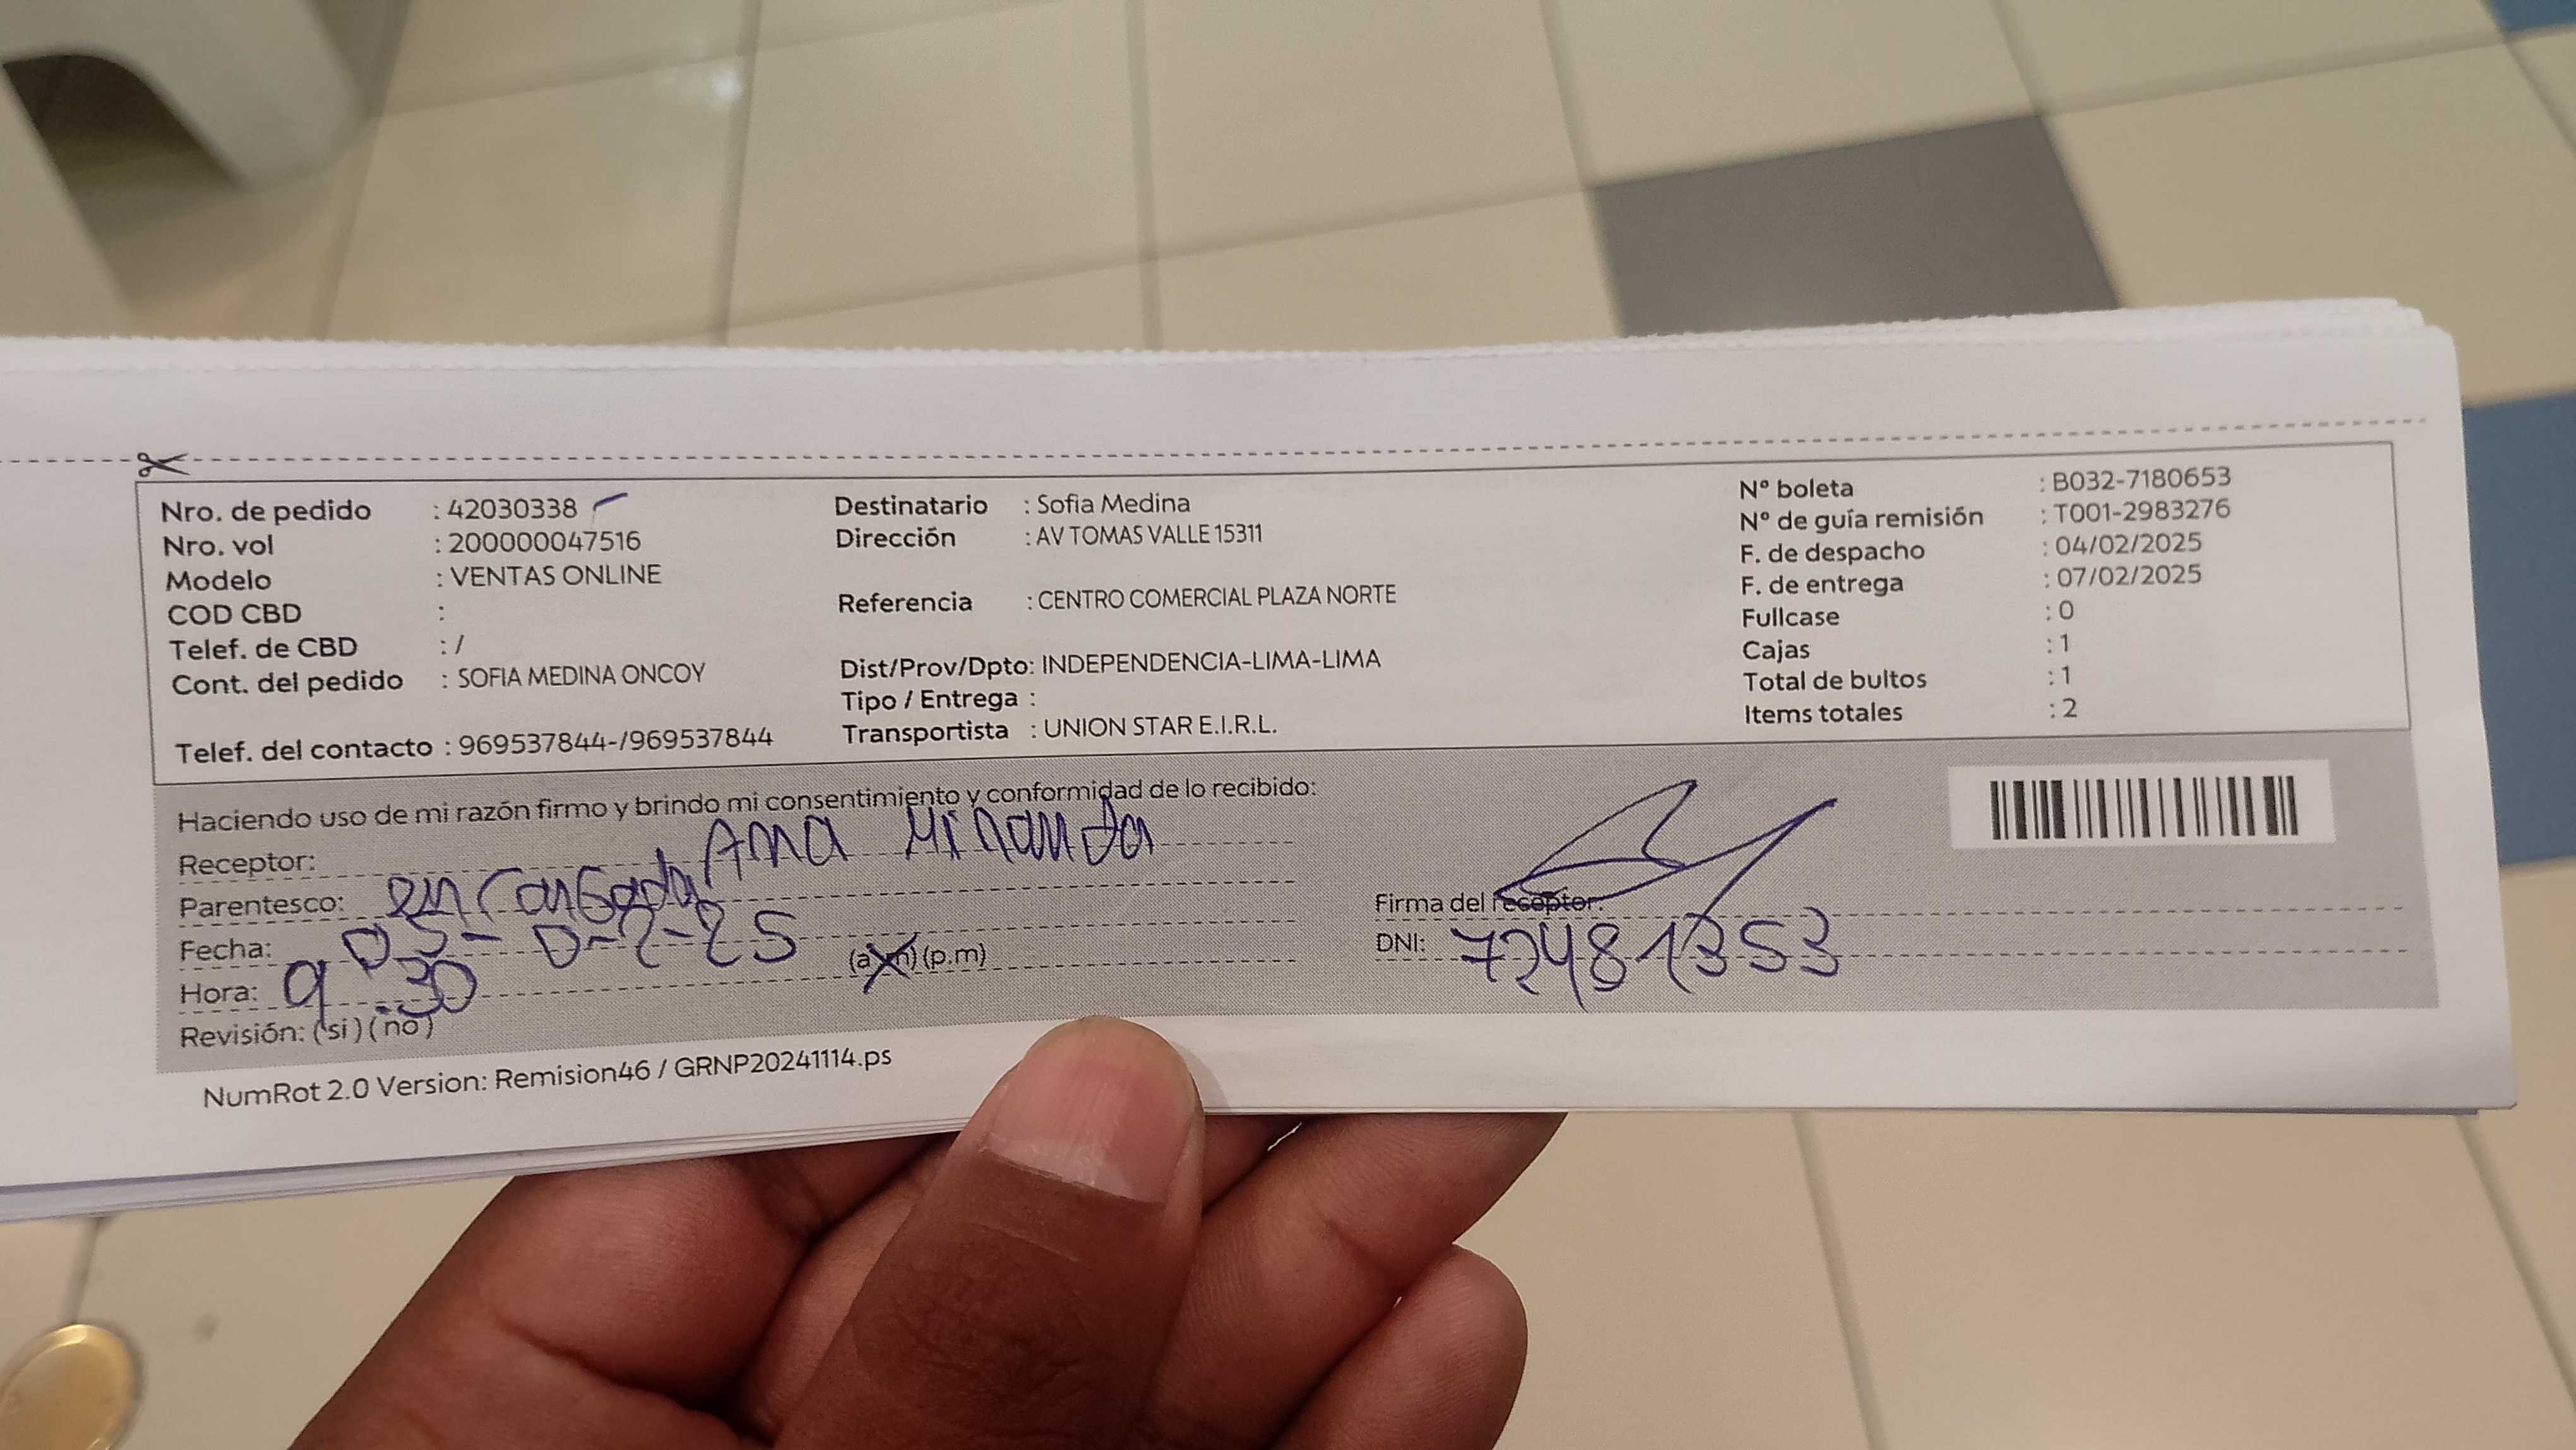 Nro. de pedido : 42030338
Nro. vol : 200000047516
Modelo : VENTAS ONLINE
COD CBD :
Telef. de CBD : /
Cont. del pedido : SOFIA MEDINA ONCOY
Telef. del contacto : 969537844-/969537844
Destinatario : Sofia Medina
Dirección : AV TOMAS VALLE 15311
Referencia : CENTRO COMERCIAL PLAZA NORTE
Dist/Prov/Dpto: INDEPENDENCIA-LIMA-LIMA
Tipo / Entrega :
Transportista : UNION STAR E.I.R.L.
N° boleta : B032-7180653
N° de guía remisión : T001-2983276
F. de despacho : 04/02/2025
F. de entrega : 07/02/2025
Fullcase : 0
Cajas : 1
Total de bultos : 1
Items totales : 2
Haciendo uso de mi razón firmo y brindo mi consentimiento y conformidad de lo recibido:
Receptor: Ana Miranda
Parentesco: encargada
Fecha: 05-0-2-25
Hora: 9:30 (a.m) (p.m)
Revisión: (si) (no)
Firma del receptor:
DNI: 72481353
NumRot 2.0 Version: Remision46 / GRNP20241114.ps